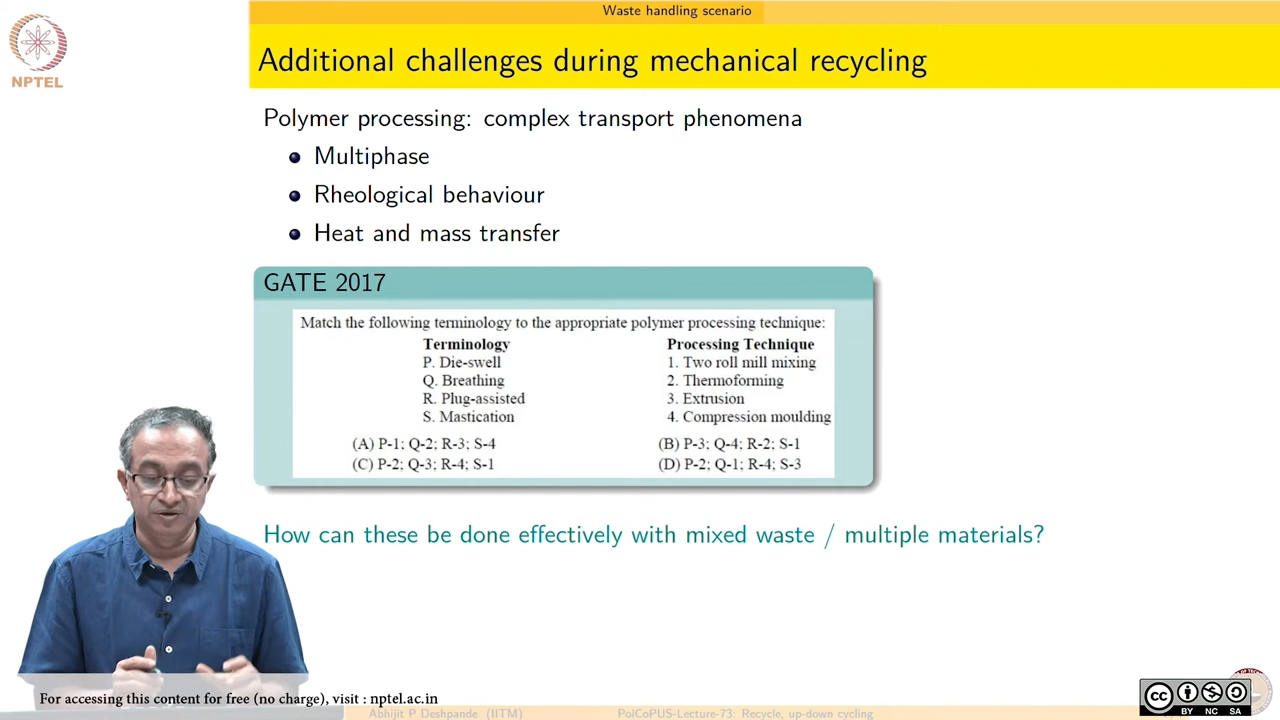 Waste handling scenario
NPTEL
Additional challenges during mechanical recycling
Polymer processing: complex transport phenomena
Multiphase
Rheological behaviour
Heat and mass transfer
GATE 2017
Match the following terminology to the appropriate polymer processing technique:
Terminology Processing Technique
P. Die-swell 1. Two roll mill mixing
Q. Breathing 2. Thermoforming
R. Plug-assisted 3. Extrusion
S. Mastication 4. Compression moulding
(A) P-1; Q-2; R-3; S-4 (B) P-3; Q-4; R-2; S-1
(C) P-2; Q-3; R-4; S-1 (D) P-2; Q-1; R-4; S-3
How can these be done effectively with mixed waste / multiple materials?
For accessing this content for free (no charge), visit : nptel.ac.in
Abhijit P Deshpande (IITM) PolCoPUS-Lecture-73: Recycle, up-down cycling
CC BY NC SA